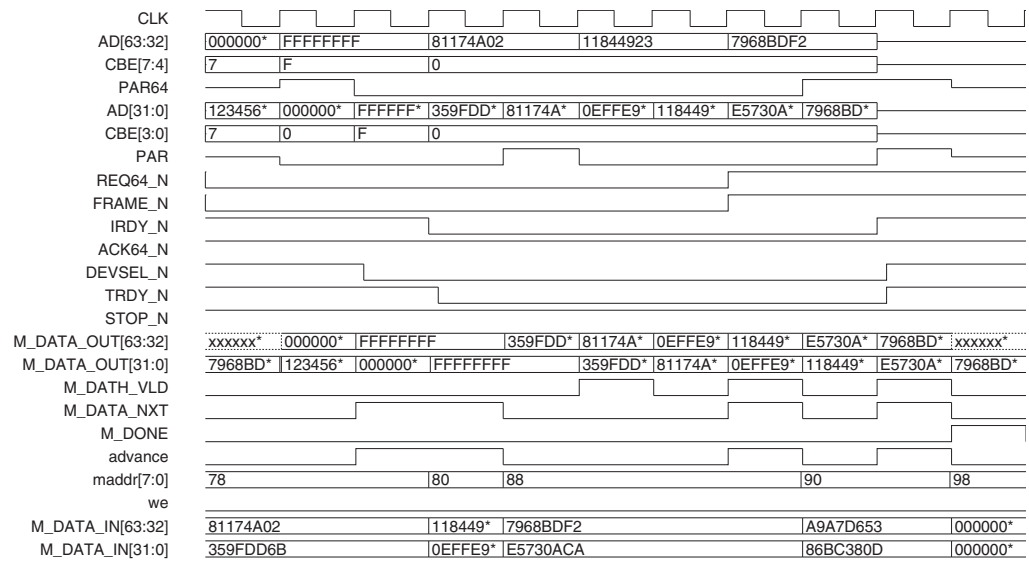 CLK
AD[63:32] 000000* FFFFFFFF 81174A02 11844923 7968BDF2
CBE[7:4] 7 F 0
PAR64
AD[31:0] 123456* 000000* FFFFFF* 359FDD* 81174A* 0EFFE9* 118449* E5730A* 7968BD*
CBE[3:0] 7 0 F 0
PAR
REQ64_N
FRAME_N
IRDY_N
ACK64_N
DEVSEL_N
TRDY_N
STOP_N
M_DATA_OUT[63:32] xxxxxx* 000000* FFFFFFFF 359FDD* 81174A* 0EFFE9* 118449* E5730A* 7968BD* xxxxxx*
M_DATA_OUT[31:0] 7968BD* 123456* 000000* FFFFFFFF 359FDD* 81174A* 0EFFE9* 118449* E5730A* 7968BD*
M_DATH_VLD
M_DATA_NXT
M_DONE
advance
maddr[7:0] 78 80 88 90 98
we
M_DATA_IN[63:32] 81174A02 118449* 7968BDF2 A9A7D653 000000*
M_DATA_IN[31:0] 359FDD6B 0EFFE9* E5730ACA 86BC380D 000000*